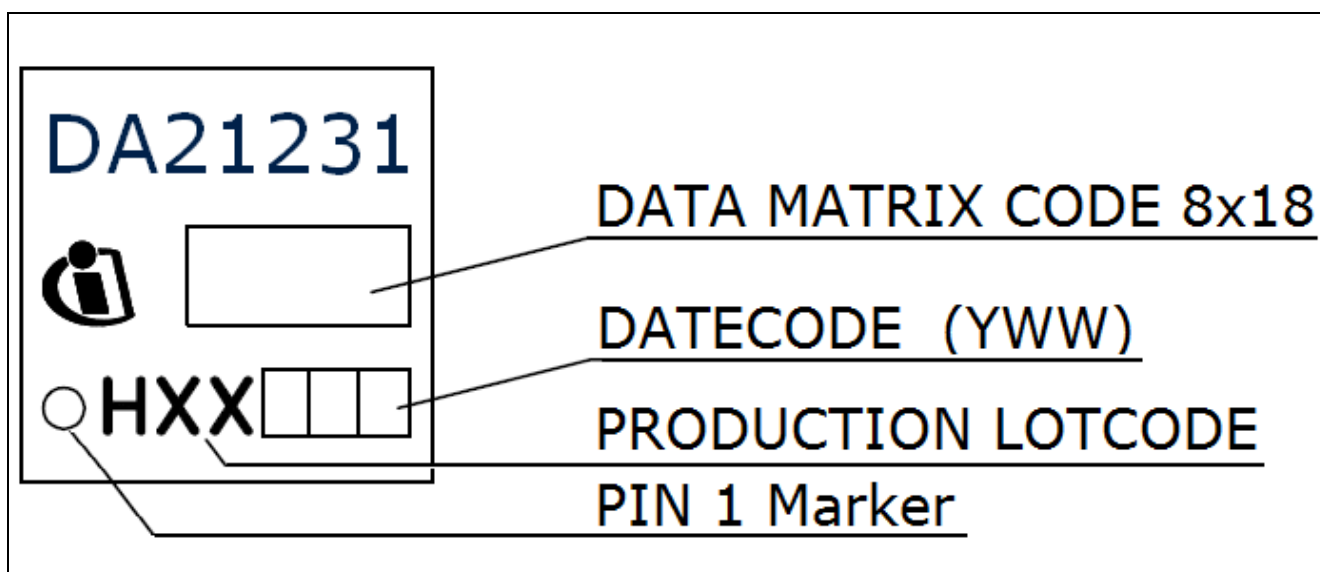 DA21231
DATA MATRIX CODE 8x18
DATECODE (YWW)
HXX
PRODUCTION LOTCODE
PIN 1 Marker